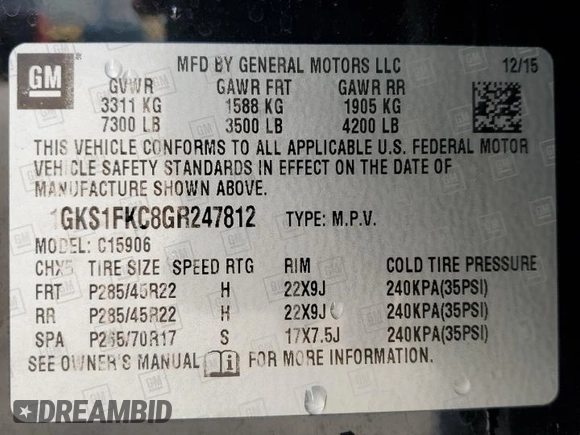 GM
MFD BY GENERAL MOTORS LLC 12/15
GVWR GAWR FRT GAWR RR
3311 KG 1588 KG 1905 KG
7300 LB 3500 LB 4200 LB
THIS VEHICLE CONFORMS TO ALL APPLICABLE U.S. FEDERAL MOTOR
VEHICLE SAFETY STANDARDS IN EFFECT ON THE DATE OF
MANUFACTURE SHOWN ABOVE.
1GKS1FKC8GR247812 TYPE: M.P.V.
MODEL: C15906
CHXS TIRE SIZE SPEED RTG RIM COLD TIRE PRESSURE
FRT P285/45R22 H 22X9J 240KPA(35PSI)
RR P285/45R22 H 22X9J 240KPA(35PSI)
SPA P265/70R17 S 17X7.5J 240KPA(35PSI)
SEE OWNER'S MANUAL FOR MORE INFORMATION.
DREAMBID